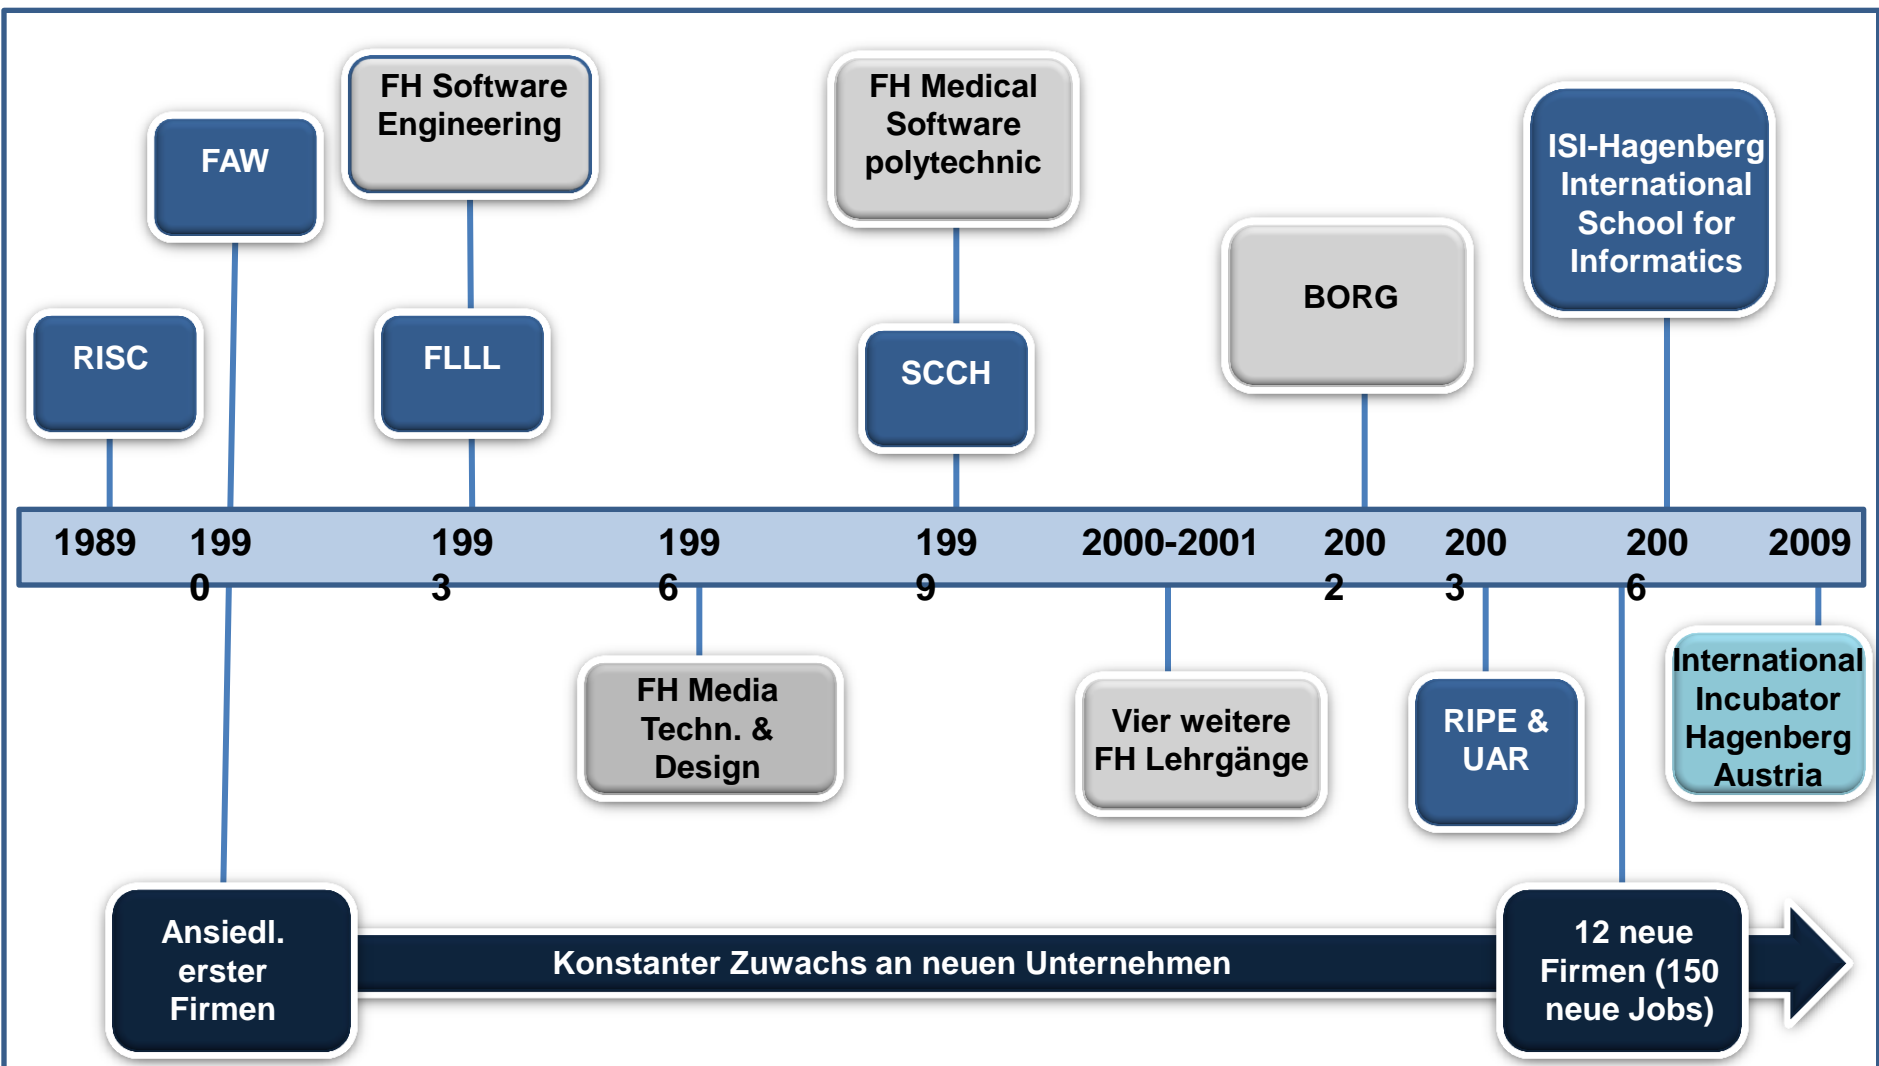 FH Software
Engineering
FH Medical
Software
polytechnic
FAW
ISI-Hagenberg
International
School for
Informatics
BORG
RISC
FLLL
SCCH
1989 199 199 199 199 2000-2001 200 200 200 2009
0 3 6 9 2 3 6
FH Media
Techn. &
Design
Vier weitere
FH Lehrgänge
RIPE &
UAR
International
Incubator
Hagenberg
Austria
Ansiedl.
erster
Firmen
Konstanter Zuwachs an neuen Unternehmen
12 neue
Firmen (150
neue Jobs)